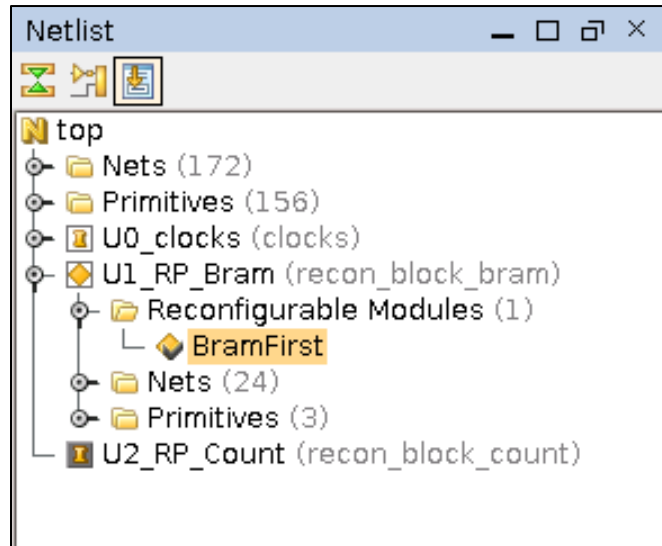 Netlist
N top
Nets (172)
Primitives (156)
U0_clocks (clocks)
U1_RP_Bram (recon_block_bram)
Reconfigurable Modules (1)
BramFirst
Nets (24)
Primitives (3)
U2_RP_Count (recon_block_count)